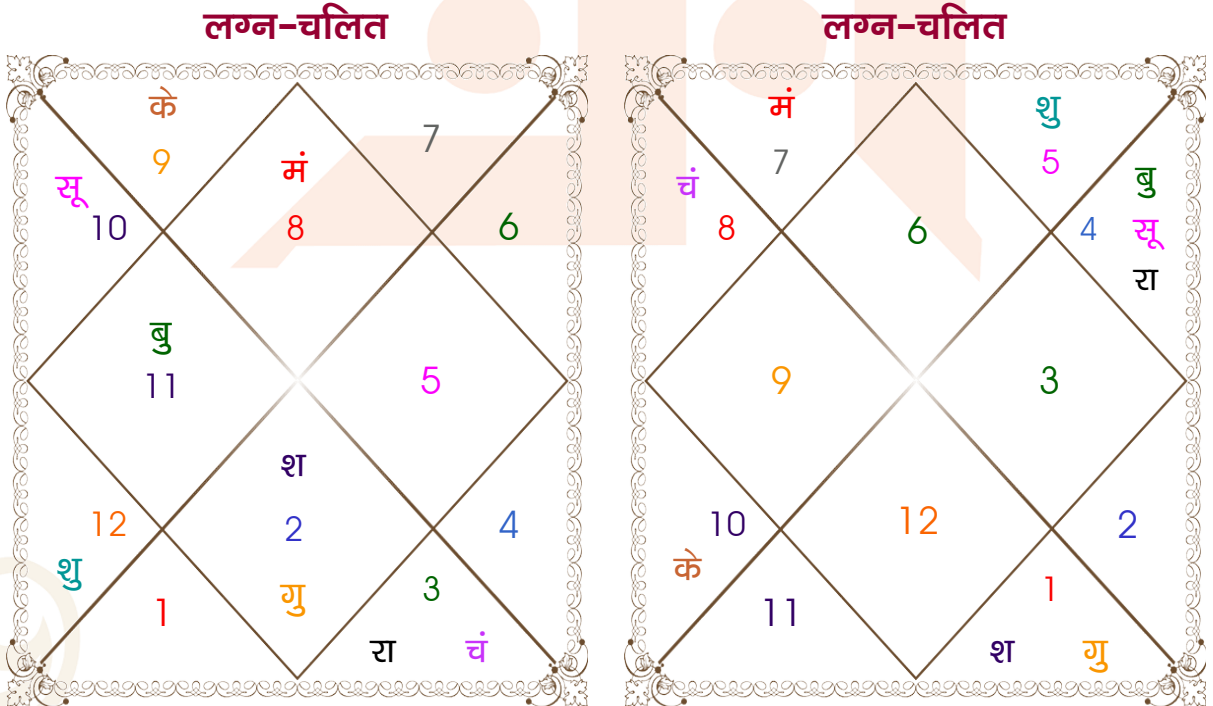 लग्न-चलित
के
9
मं
8
7
सू
10
6
बु
11
5
श
2
गु
12
शु
1
4
3
रा चं
लग्न-चलित
मं
7
शु
5
चं
8
6
4
बु
सू
रा
9
3
10
के
11
12
2
1
श गु